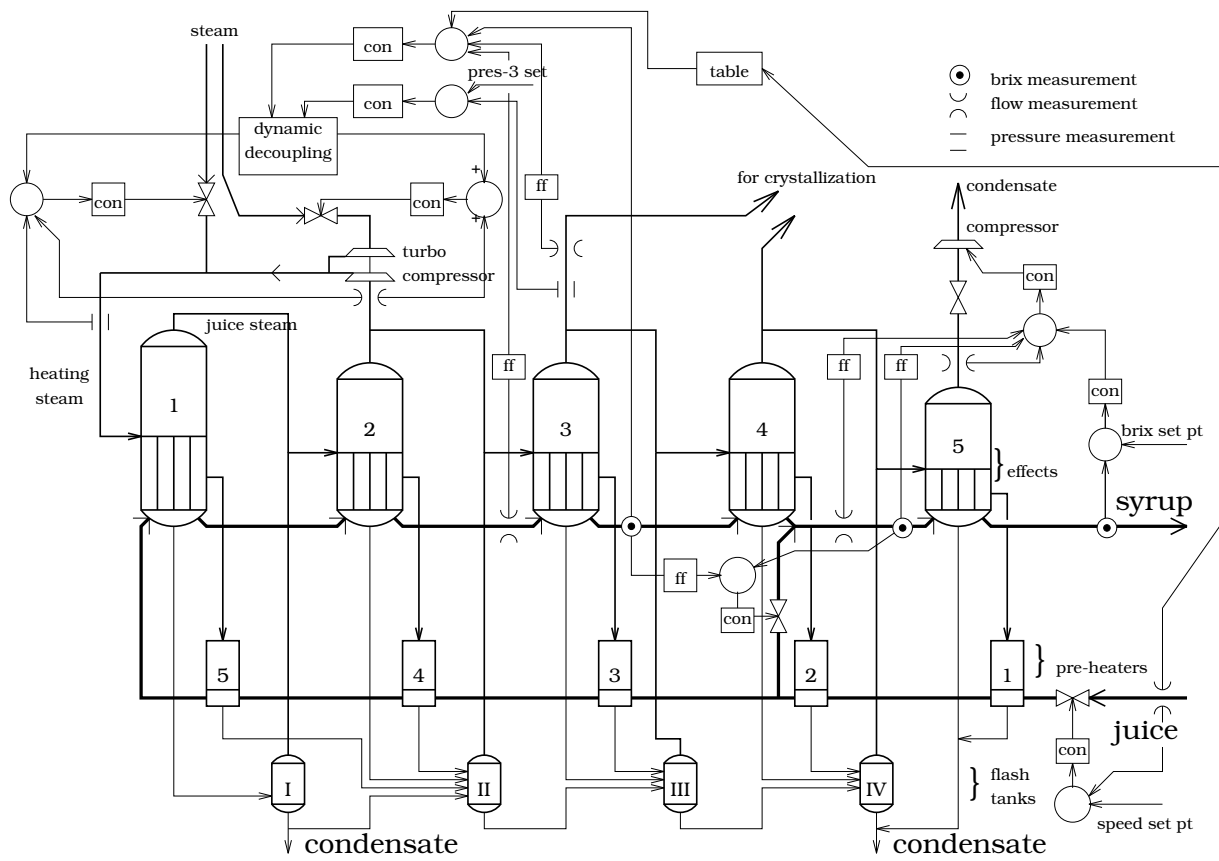 steam
con
pres-3 set
table
brix measurement
con
flow measurement
dynamic
decoupling
pressure measurement
+
ff
for crystallization
condensate
con
con
+
compressor
turbo
compressor
con
juice steam
ff
ff
ff
heating
steam
con
1
2
3
4
5
brix set pt
effects
syrup
ff
con
5
4
3
2
1
pre-heaters
juice
con
I
II
III
IV
flash
tanks
speed set pt
condensate
condensate